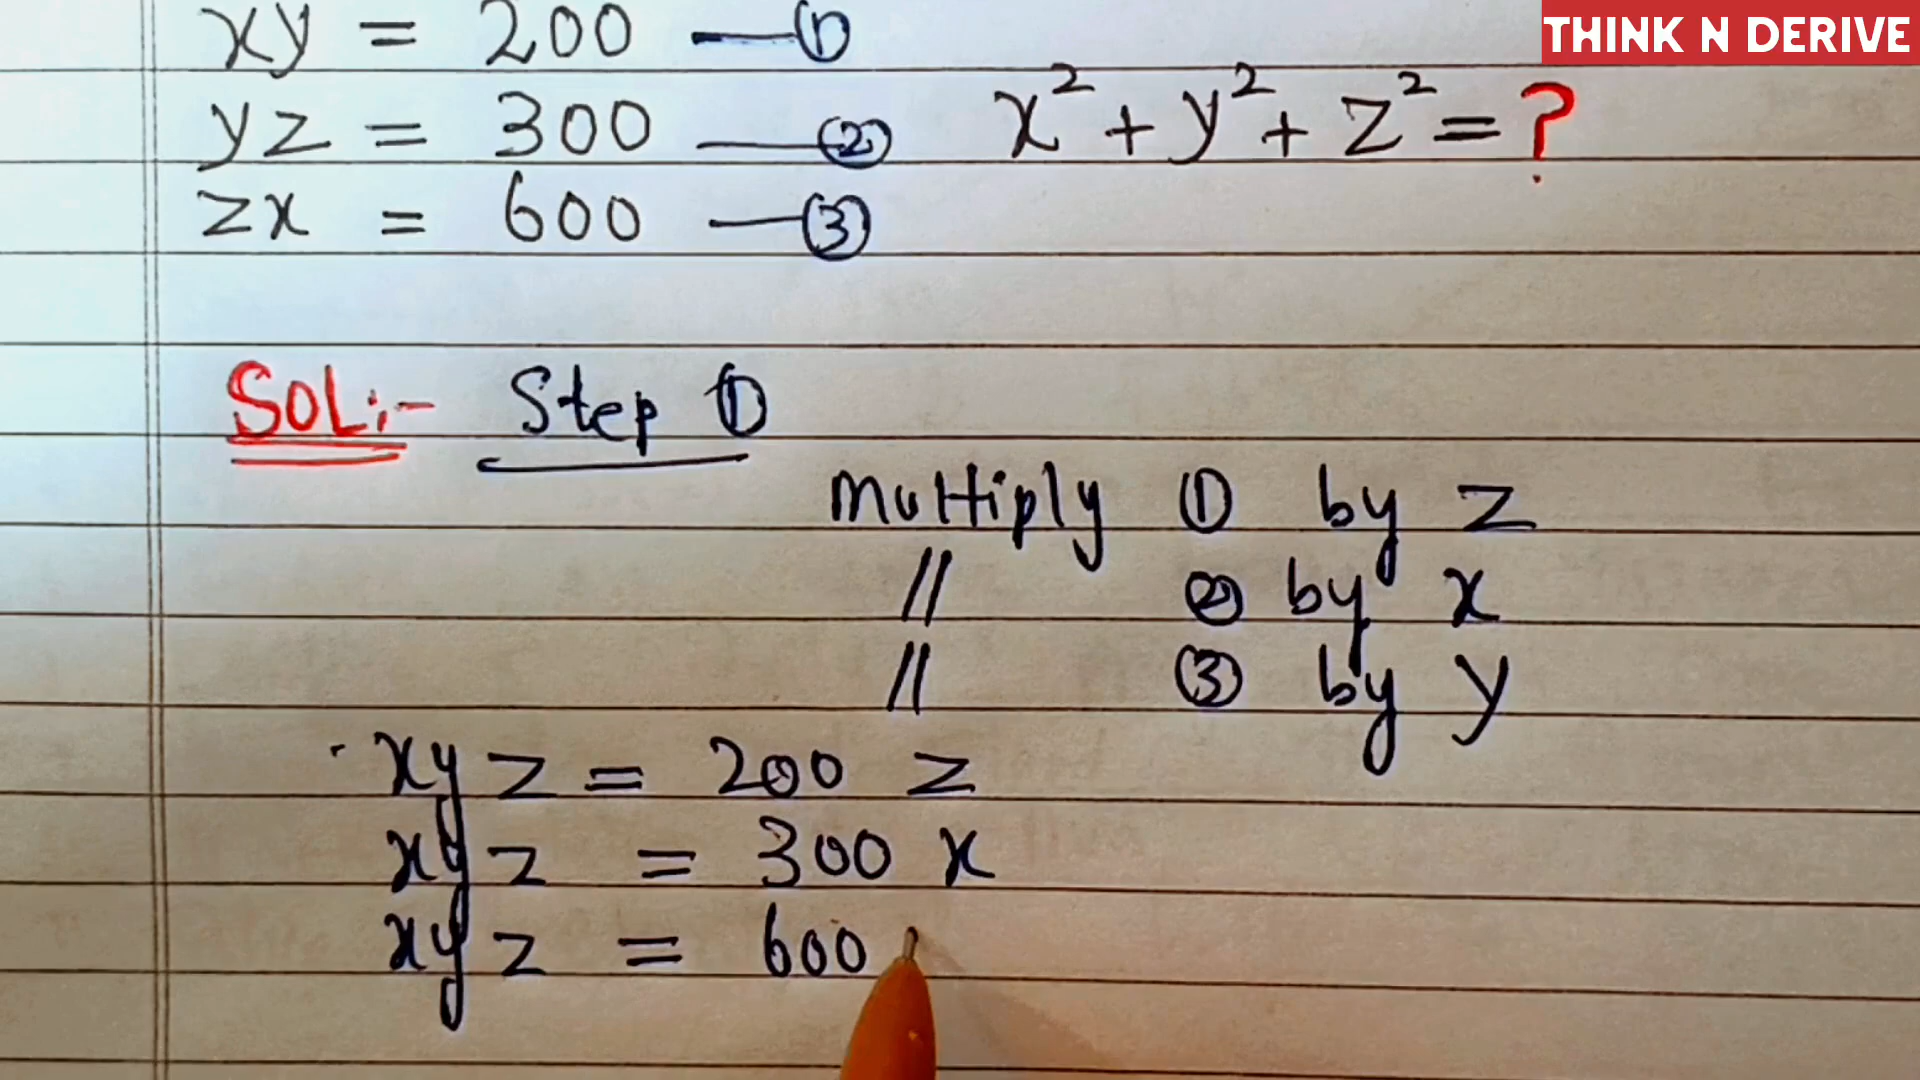 THINK N DERIVE
xy = 200 —①
yz = 300 —②
x² + y² + z² = ?
zx = 600 —③
SOL:- Step ①
Multiply ① by z
// ② by x
// ③ by y
xyz = 200 z
xyz = 300 x
xyz = 600